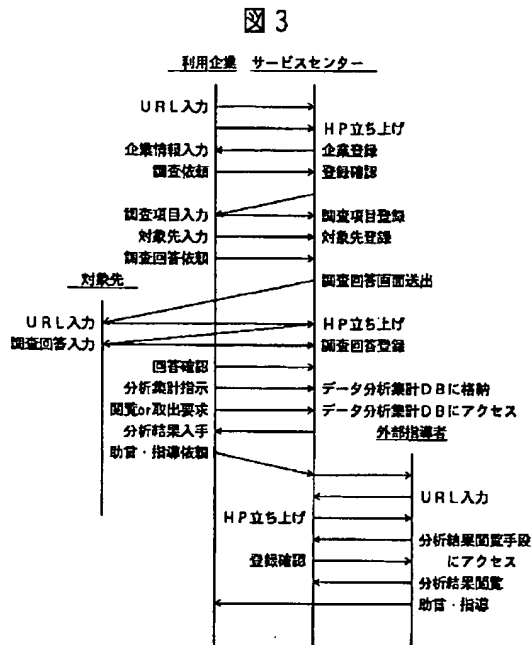 図3
利用企業 サービスセンター
URL入力
HP立ち上げ
企業情報入力 企業登録
調査依頼 登録確認
調査項目入力 調査項目登録
対象先入力 対象先登録
調査回答依頼
対象先 調査回答画面送出
URL入力 HP立ち上げ
調査回答入力 調査回答登録
回答確認
分析集計指示 データ分析集計DBに格納
閲覧or取出要求 データ分析集計DBにアクセス
分析結果入手 外部指導者
助言・指導依頼
URL入力
HP立ち上げ
分析結果閲覧手段
登録確認 にアクセス
分析結果閲覧
助言・指導